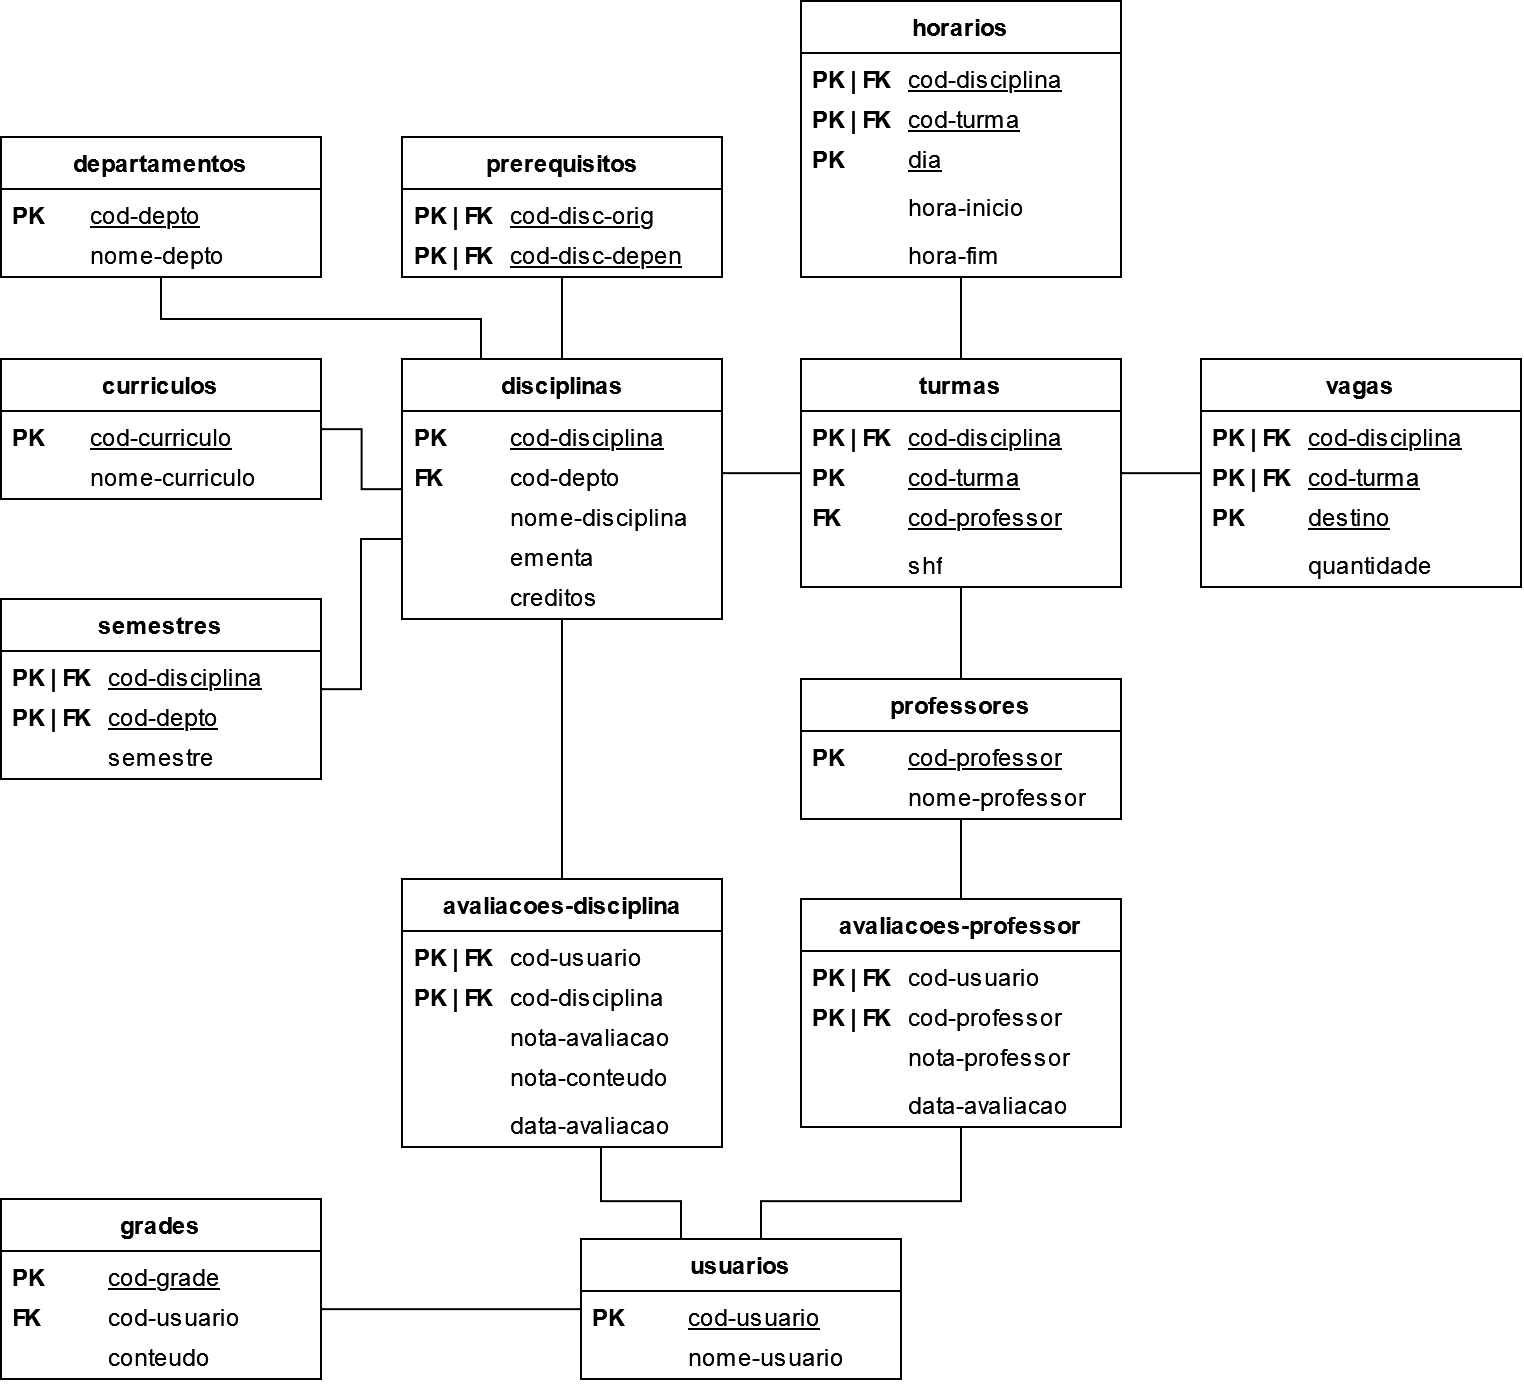 horarios
PK | FK cod-disciplina
PK | FK cod-turma
PK dia
hora-inicio
hora-fim
departamentos
PK cod-depto
nome-depto
prerequisitos
PK | FK cod-disc-orig
PK | FK cod-disc-depen
curriculos
PK cod-curriculo
nome-curriculo
disciplinas
PK cod-disciplina
FK cod-depto
nome-disciplina
ementa
creditos
turmas
PK | FK cod-disciplina
PK cod-turma
FK cod-professor
shf
vagas
PK | FK cod-disciplina
PK | FK cod-turma
PK destino
quantidade
semestres
PK | FK cod-disciplina
PK | FK cod-depto
semestre
professores
PK cod-professor
nome-professor
avaliacoes-disciplina
PK | FK cod-usuario
PK | FK cod-disciplina
nota-avaliacao
nota-conteudo
data-avaliacao
avaliacoes-professor
PK | FK cod-usuario
PK | FK cod-professor
nota-professor
data-avaliacao
grades
PK cod-grade
FK cod-usuario
conteudo
usuarios
PK cod-usuario
nome-usuario